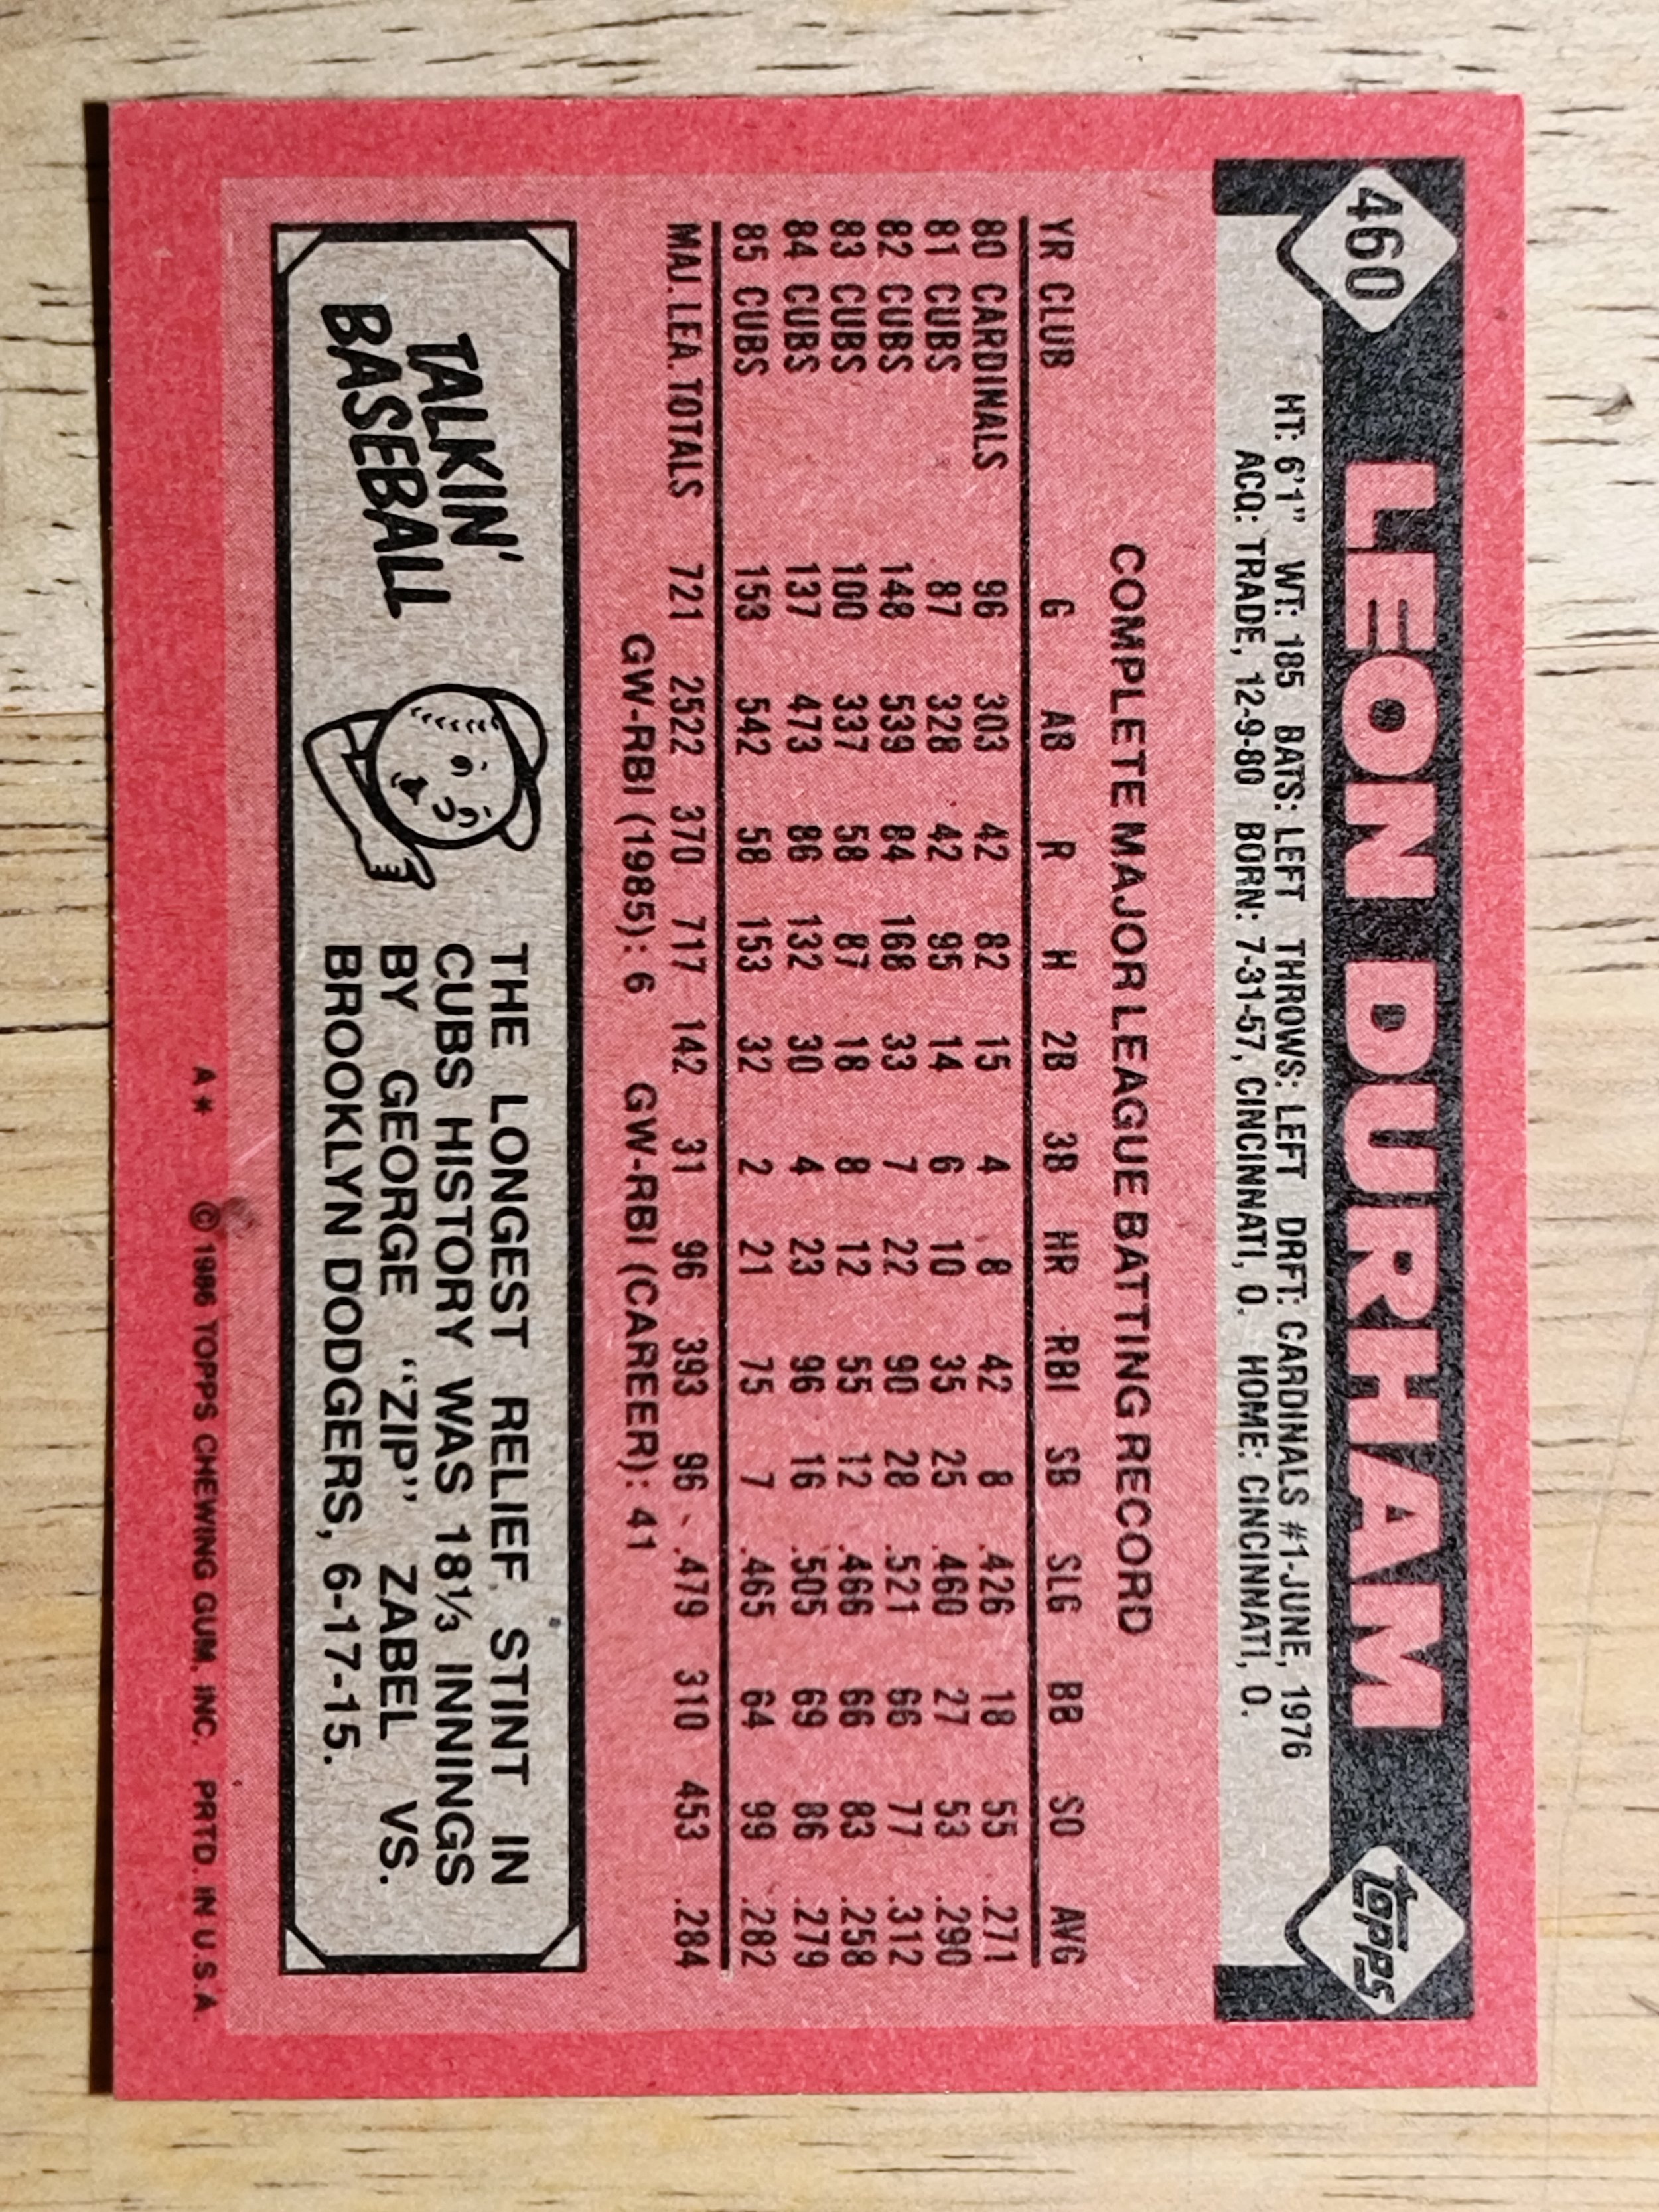 460 LEON DURHAM topps
HT: 6'1" WT: 185 BATS: LEFT THROWS: LEFT DRFT: CARDINALS #1-JUNE, 1976
ACQ: TRADE, 12-9-80 BORN: 7-31-57, CINCINNATI, O. HOME: CINCINNATI, O.
COMPLETE MAJOR LEAGUE BATTING RECORD
YR CLUB G AB R H 2B 3B HR RBI SB SLG BB SO AVG
80 CARDINALS 96 303 42 82 15 4 8 42 8 .426 18 55 .271
81 CUBS 87 328 42 95 14 6 10 35 25 .460 27 53 .290
82 CUBS 148 539 84 168 33 7 22 90 28 .521 66 77 .312
83 CUBS 100 337 58 87 18 8 12 55 12 .466 66 83 .258
84 CUBS 137 473 86 132 30 4 23 96 16 .505 69 86 .279
85 CUBS 153 542 58 153 32 2 21 75 7 .465 64 99 .282
MAJ. LEA. TOTALS 721 2522 370 717 142 31 96 393 96 .479 310 453 .284
GW-RBI (1985): 6 GW-RBI (CAREER): 41
TALKIN'
BASEBALL
THE LONGEST RELIEF STINT IN
CUBS HISTORY WAS 18⅓ INNINGS
BY GEORGE "ZIP" ZABEL VS.
BROOKLYN DODGERS, 6-17-15.
A* © 1986 TOPPS CHEWING GUM, INC. PRTD. IN U.S.A.